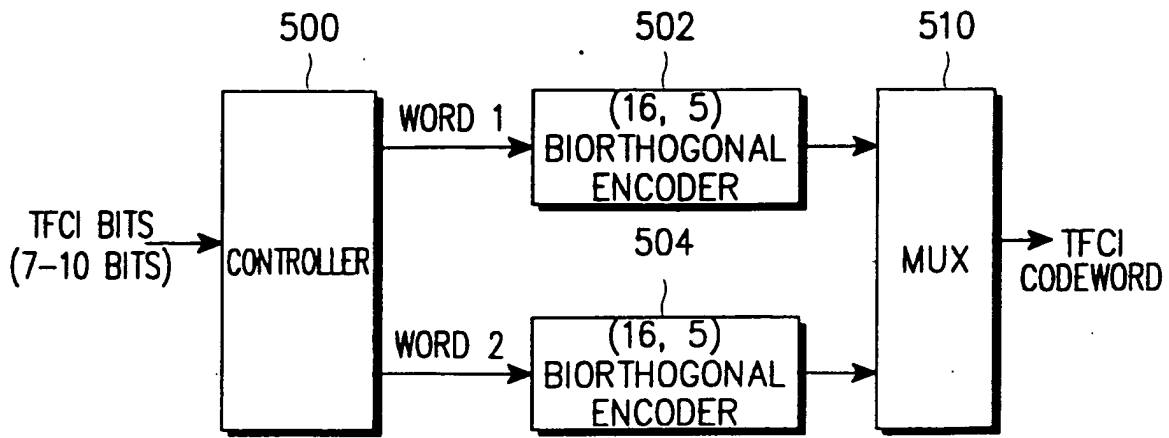 500
502
510
WORD 1
(16, 5)
BIORTHOGONAL
ENCODER
TFCI BITS
(7-10 BITS)
CONTROLLER
504
MUX
TFCI
CODEWORD
WORD 2
(16, 5)
BIORTHOGONAL
ENCODER